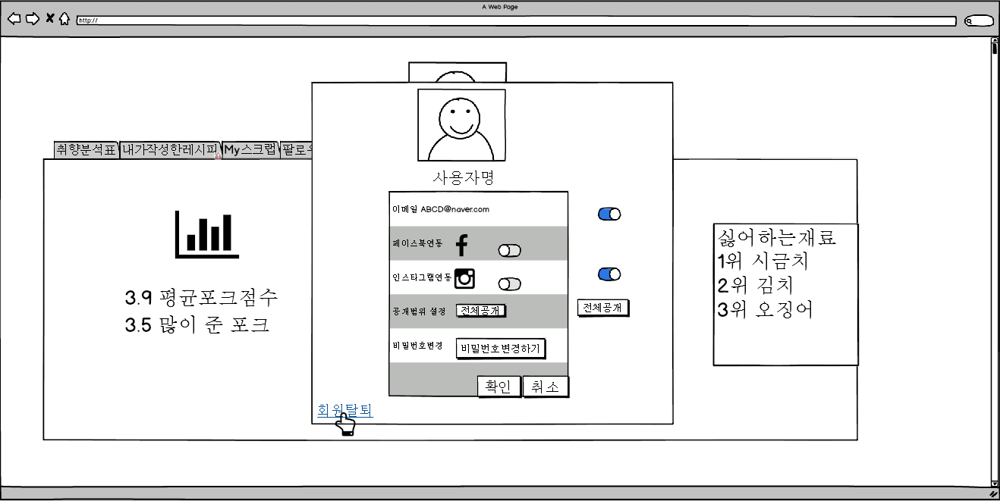 A Web Page
http://
취향분석표 내가작성한레시피 My스크랩 팔로우
사용자명
이메일 ABCD@naver.com
페이스북연동
인스타그램연동
공개범위 설정 전체공개 전체공개
비밀번호변경 비밀번호변경하기
확인 취소
회원탈퇴
3.9 평균포크점수
3.5 많이 준 포크
싫어하는재료
1위 시금치
2위 김치
3위 오징어